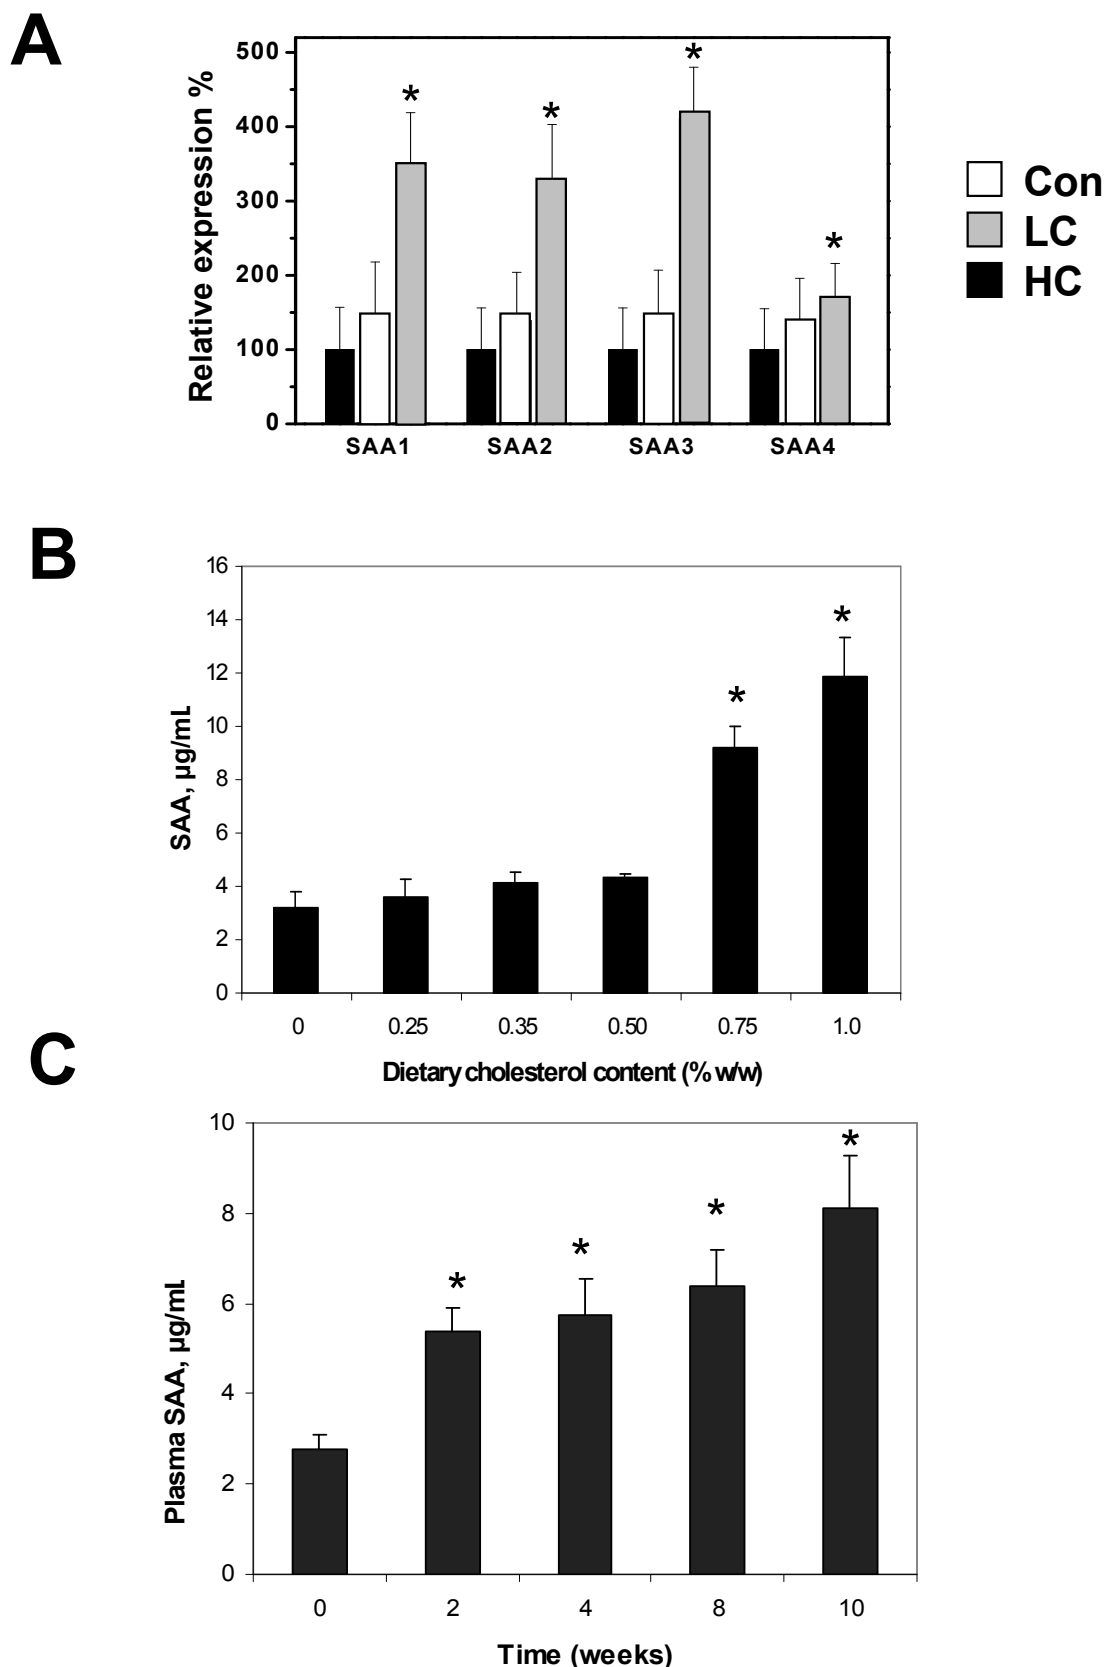 A
Relative expression %
500
400
300
200
100
0
* * * *
SAA1 SAA2 SAA3 SAA4
Con
LC
HC
B
SAA, µg/mL
16
14
12
10
8
6
4
2
0
* *
0 0.25 0.35 0.50 0.75 1.0
Dietary cholesterol content (% w/w)
C
Plasma SAA, µg/mL
10
8
6
4
2
0
* * * *
0 2 4 8 10
Time (weeks)